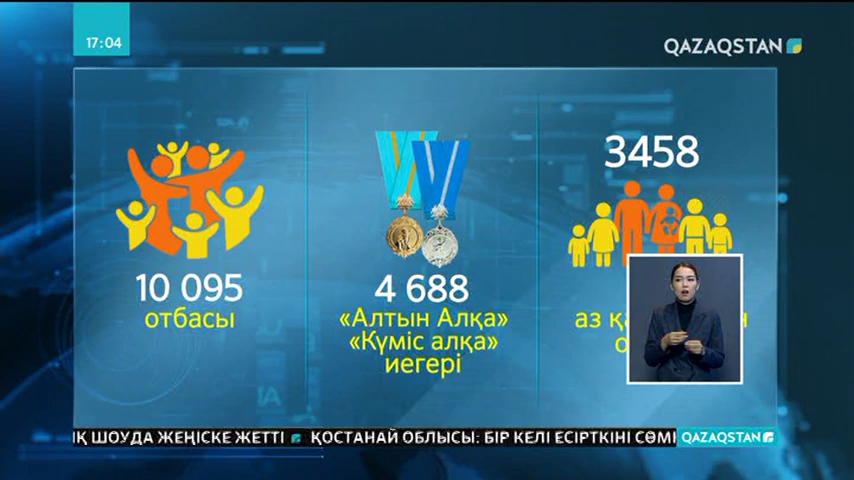 17:04
QAZAQSTAN
10 095
отбасы
4 688
«Алтын Алқа»
«Күміс алқа»
иегері
3458
аз
ШОУДА ЖЕҢІСКЕ ЖЕТТІ ҚОСТАНАЙ ОБЛЫСЫ: БІР КЕЛІ ЕСІРТКІНІ
QAZAQSTAN